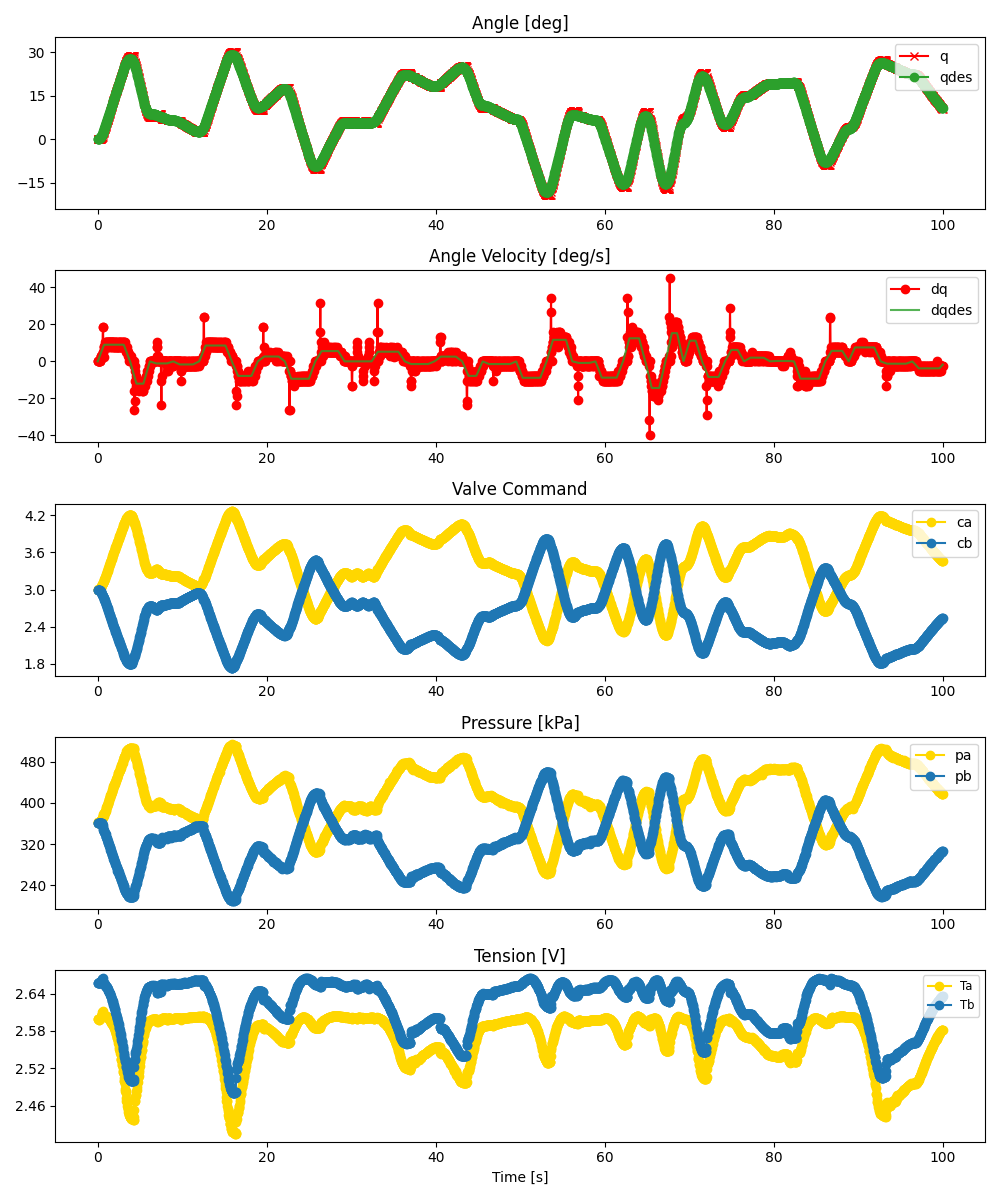 Angle [deg]
30
15
0
−15
q
qdes
0 20 40 60 80 100
Angle Velocity [deg/s]
40
20
0
−20
−40
dq
dqdes
0 20 40 60 80 100
Valve Command
4.2
3.6
3.0
2.4
1.8
ca
cb
0 20 40 60 80 100
Pressure [kPa]
480
400
320
240
pa
pb
0 20 40 60 80 100
Tension [V]
2.64
2.58
2.52
2.46
Ta
Tb
0 20 40 60 80 100
Time [s]